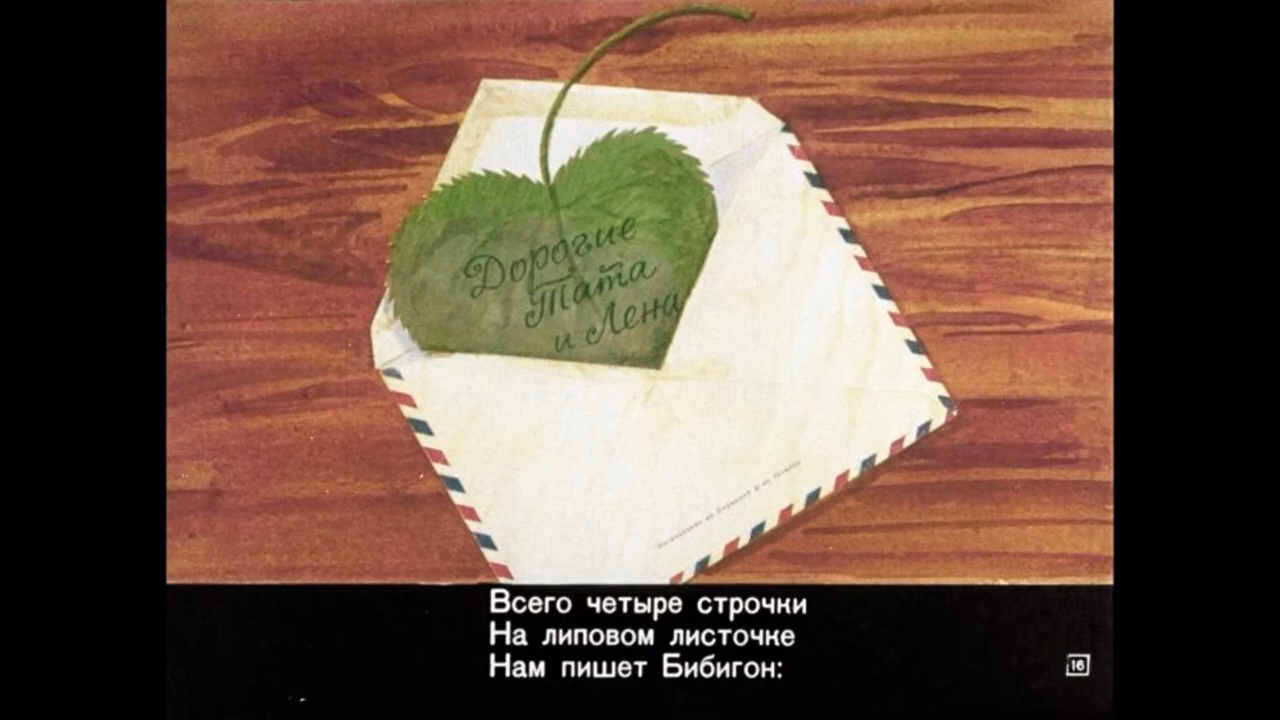 Дорогие
Тата
и Лена
Всего четыре строчки
На липовом листочке
Нам пишет Бибигон:
16